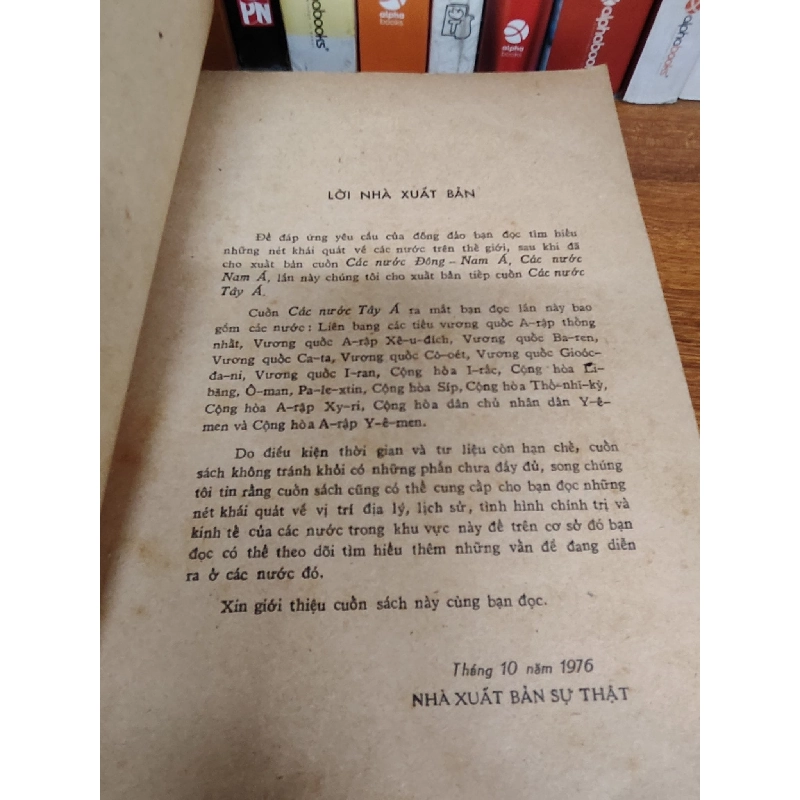 PN
alphabooks®
alpha
books
alpha
books
alphabooks
alphabooks
LỜI NHÀ XUẤT BẢN
Để đáp ứng yêu cầu của đông đảo bạn đọc tìm hiểu
những nét khái quát về các nước trên thế giới, sau khi đã
cho xuất bản cuốn Các nước Đông – Nam Á, Các nước
Nam Á, lần này chúng tôi cho xuất bản tiếp cuốn Các nước
Tây Á.
Cuốn Các nước Tây Á ra mắt bạn đọc lần này bao
gồm các nước : Liên bang các tiểu vương quốc A-rập thống
nhất, Vương quốc A-rập Xê-u-đích, Vương quốc Ba-ren,
Vương quốc Ca-ta, Vương quốc Cô-oét, Vương quốc Gioóc-
đa-ni, Vương quốc I-ran, Cộng hòa I-rắc, Cộng hòa Li-
băng, Ô-man, Pa-le-xtin, Cộng hòa Síp, Cộng hòa Thổ-nhĩ-kỳ,
Cộng hòa A-rập Xy-ri, Cộng hòa dân chủ nhân dân Y-ê-
men và Cộng hòa A-rập Y-ê-men.
Do điều kiện thời gian và tư liệu còn hạn chế, cuốn
sách không tránh khỏi có những phần chưa đầy đủ, song chúng
tôi tin rằng cuốn sách cũng có thể cung cấp cho bạn đọc những
nét khái quát về vị trí địa lý, lịch sử, tình hình chính trị và
kinh tế của các nước trong khu vực này để trên cơ sở đó bạn
đọc có thể theo dõi tìm hiểu thêm những vấn đề đang diễn
ra ở các nước đó.
Xin giới thiệu cuốn sách này cùng bạn đọc.
Tháng 10 năm 1976
NHÀ XUẤT BẢN SỰ THẬT